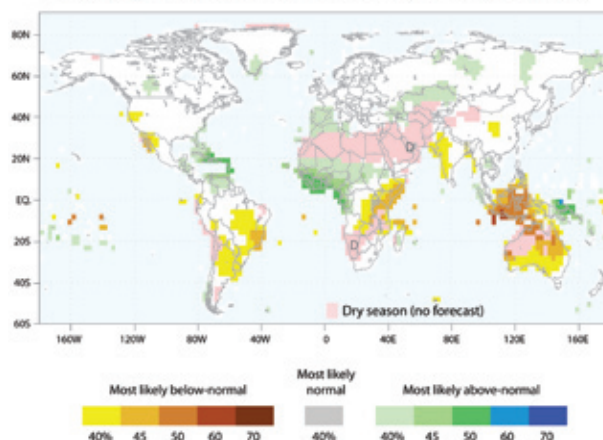 80N
60N
40N
20N
EQ.
20S
40S
60S
D
D
Dry season (no forecast)
160W 120W 80W 40W 0 40E 80E 120E 160E
Most likely below-normal
Most likely normal
Most likely above-normal
40% 45 50 60 70
40%
40% 45 50 60 70